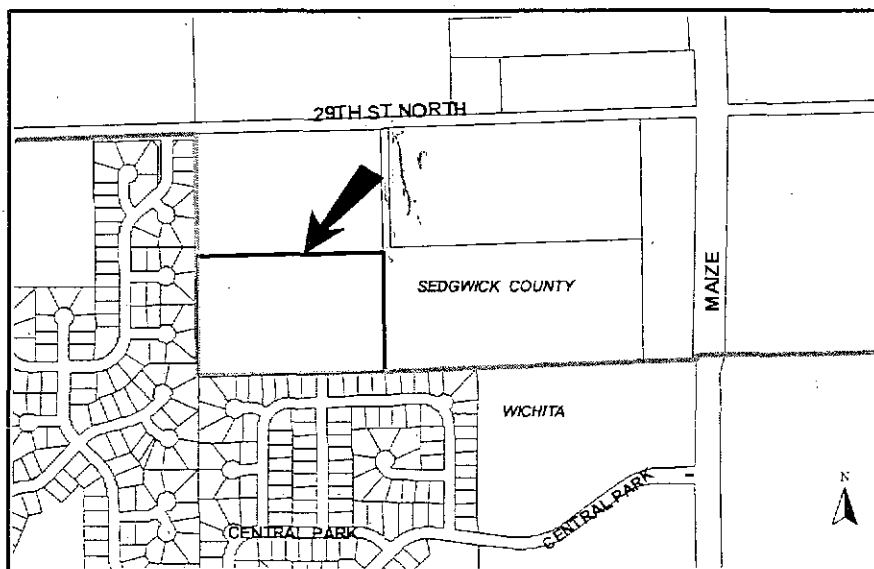 29TH ST NORTH
SEDGWICK COUNTY
MAIZE
WICHITA
CENTRAL PARK
CENTRAL PARK
N